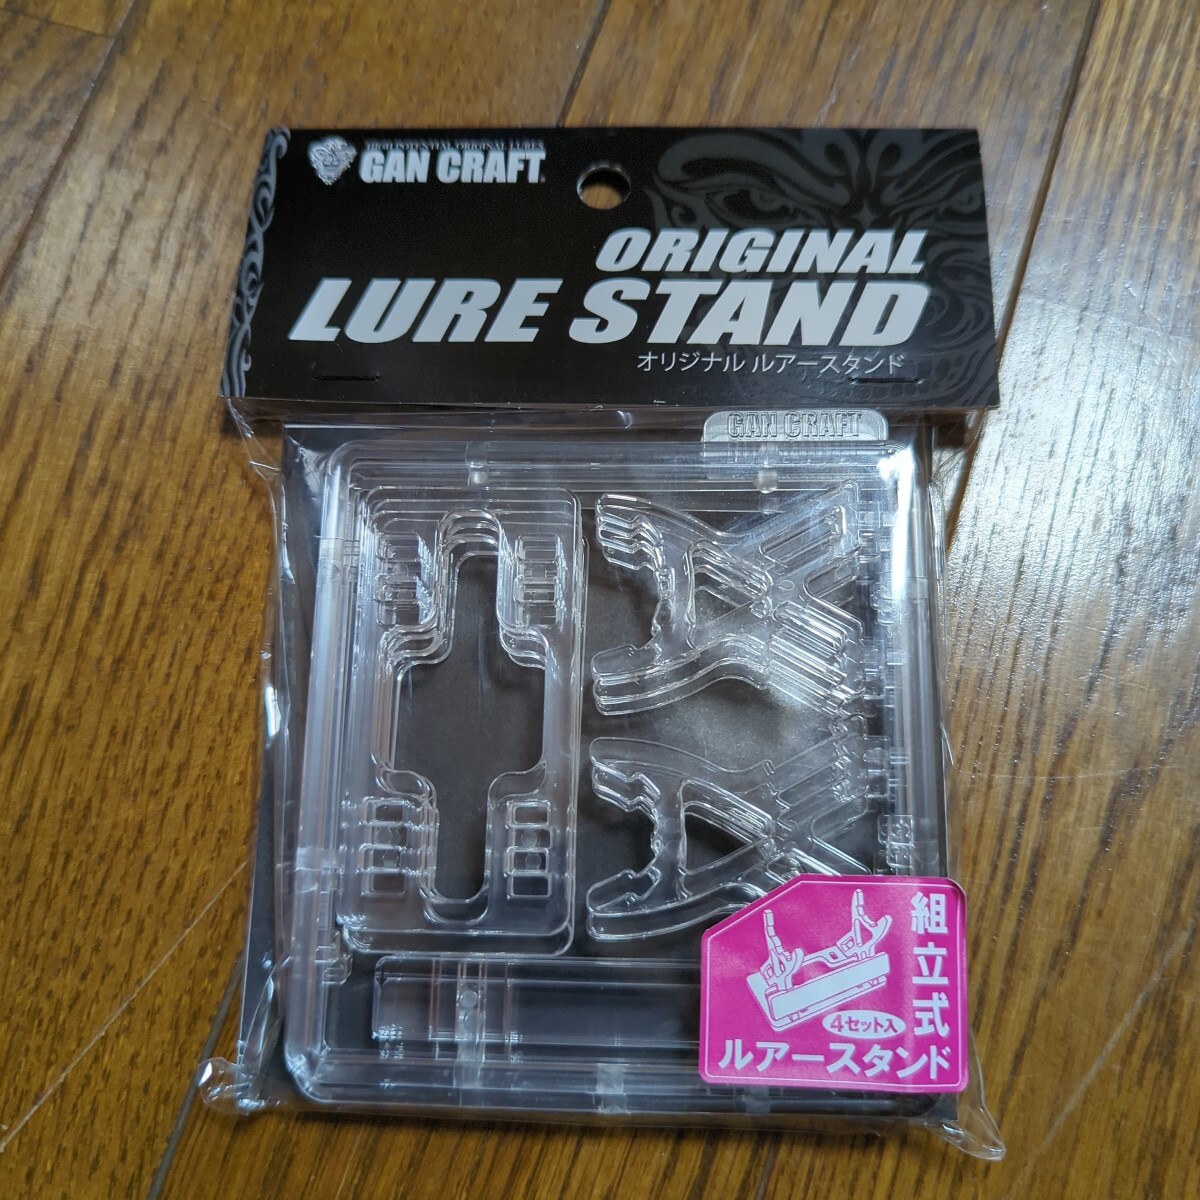 HIGH POTENTIAL ORIGINAL LURES
GAN CRAFT
ORIGINAL
LURE STAND
オリジナル ルアースタンド
GAN CRAFT
組立式
4セット入
ルアースタンド